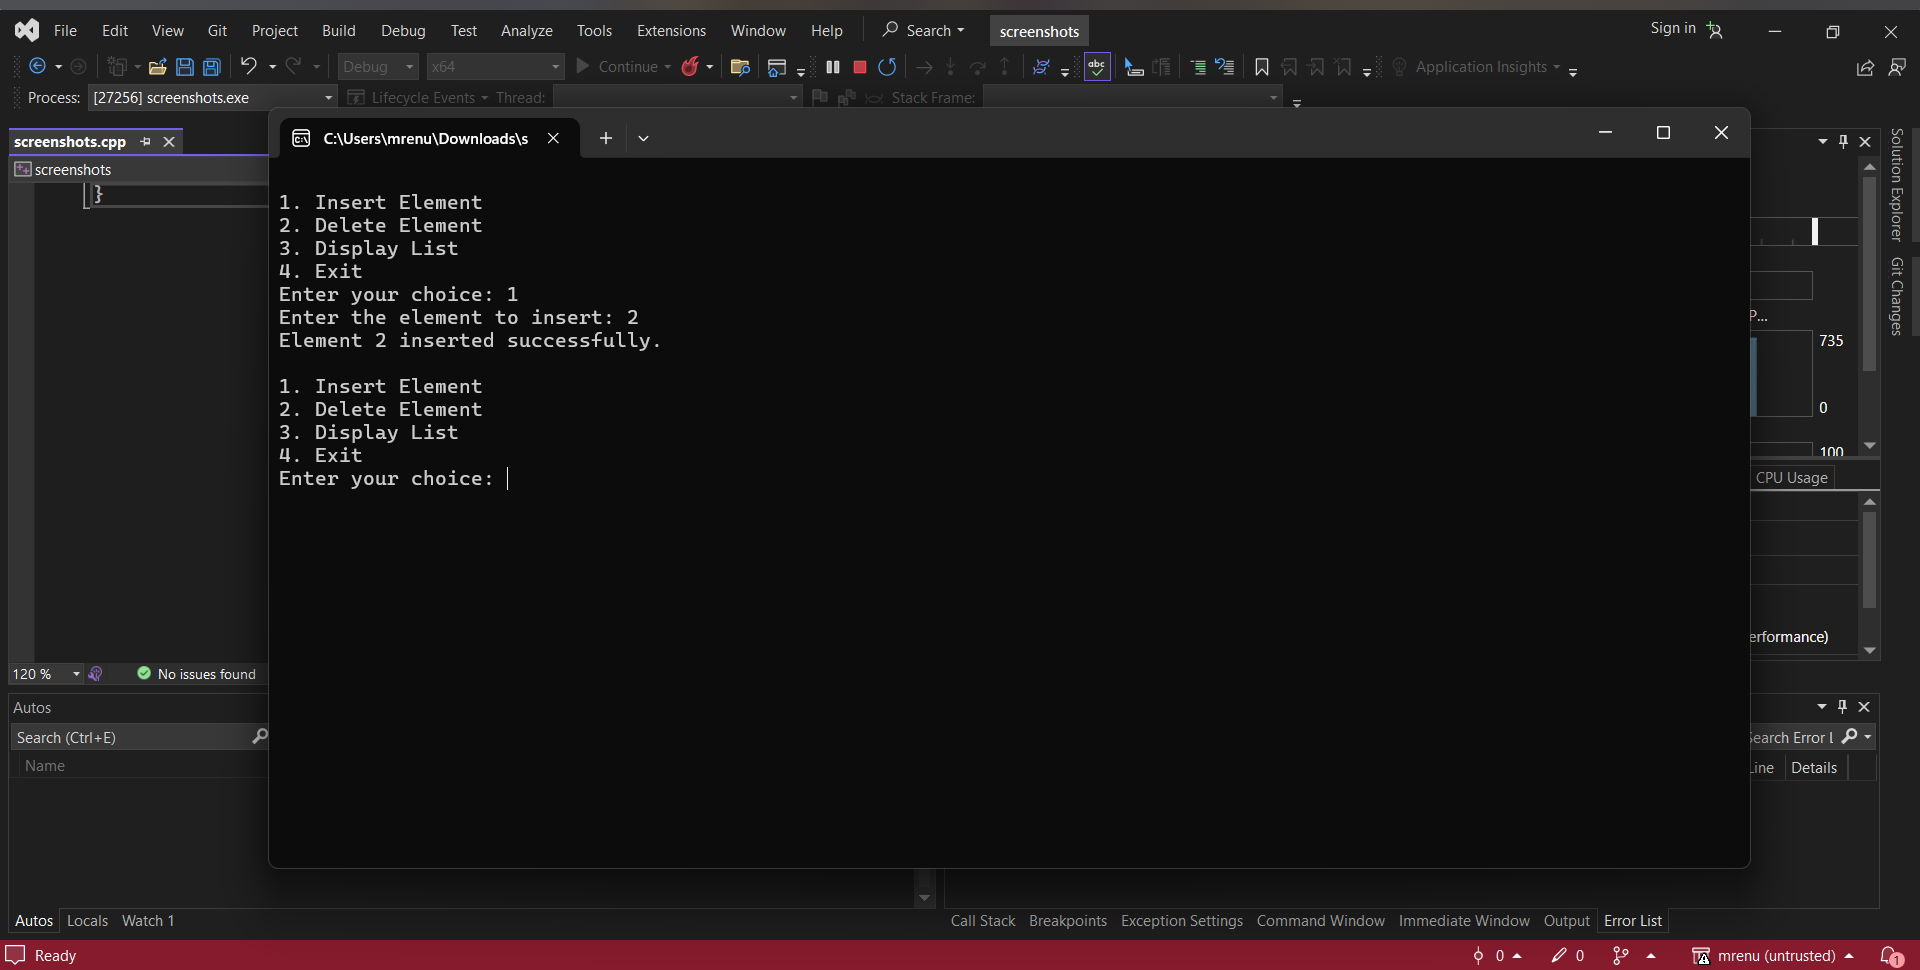 File Edit View Git Project Build Debug Test Analyze Tools Extensions Window Help Search screenshots Sign in
Debug x64 Continue abc Application Insights
Process: [27256] screenshots.exe Lifecycle Events Thread: Stack Frame:
screenshots.cpp
screenshots
}
C:\Users\mrenu\Downloads\s
1. Insert Element
2. Delete Element
3. Display List
4. Exit
Enter your choice: 1
Enter the element to insert: 2
Element 2 inserted successfully.
1. Insert Element
2. Delete Element
3. Display List
4. Exit
Enter your choice:
P...
735
0
100
CPU Usage
erformance)
Solution Explorer
Git Changes
120 % No issues found
Autos
Search (Ctrl+E)
Name
Search Error L
Line Details
Autos Locals Watch 1
Call Stack Breakpoints Exception Settings Command Window Immediate Window Output Error List
Ready 0 0 mrenu (untrusted) 1